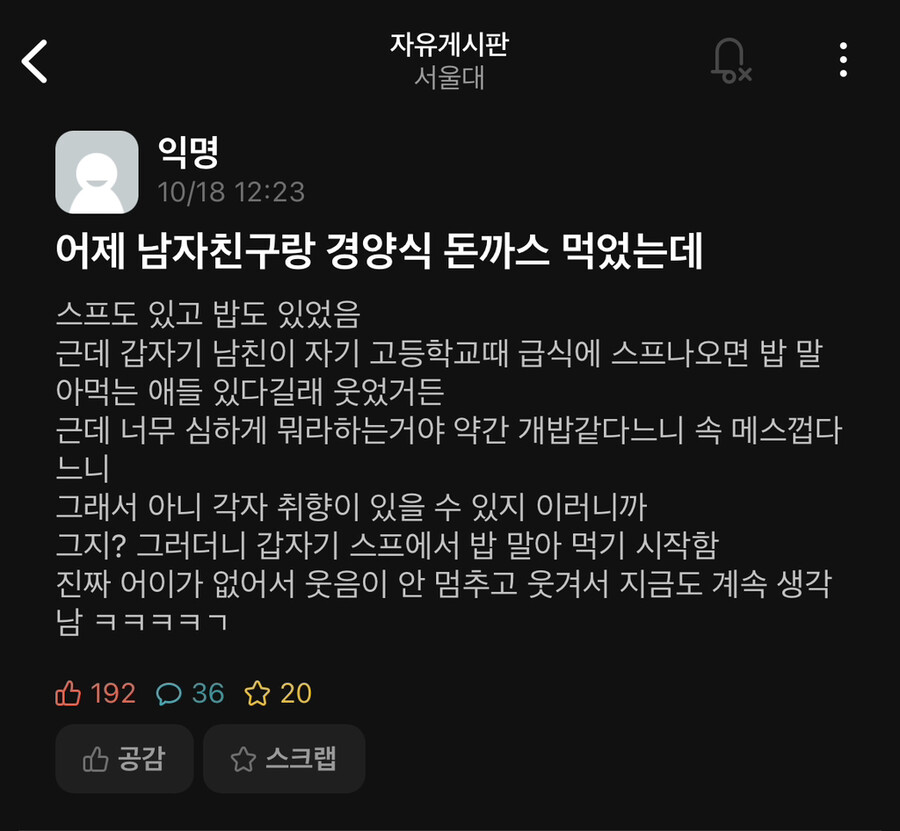 자유게시판
서울대
익명
10/18 12:23
어제 남자친구랑 경양식 돈까스 먹었는데
스프도 있고 밥도 있었음
근데 갑자기 남친이 자기 고등학교때 급식에 스프나오면 밥 말
아먹는 애들 있다길래 웃었거든
근데 너무 심하게 뭐라하는거야 약간 개밥같다느니 속 메스껍다
느니
그래서 아니 각자 취향이 있을 수 있지 이러니까
그지? 그러더니 갑자기 스프에서 밥 말아 먹기 시작함
진짜 어이가 없어서 웃음이 안 멈추고 웃겨서 지금도 계속 생각
남 ㅋㅋㅋㅋㄱ
192 36 20
공감 스크랩